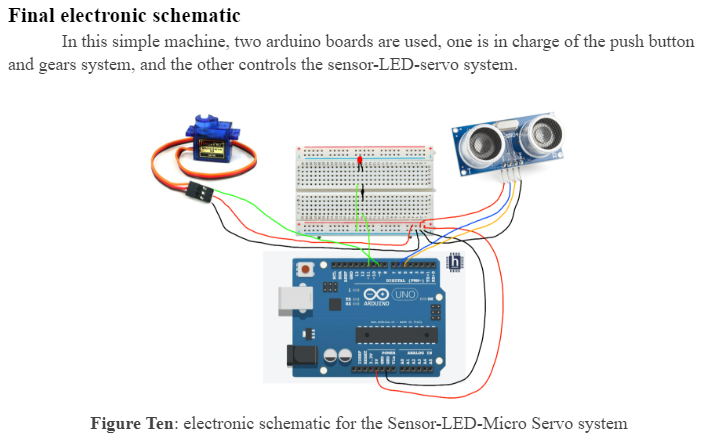 Final electronic schematic
In this simple machine, two arduino boards are used, one is in charge of the push button
and gears system, and the other controls the sensor-LED-servo system.
DIGITAL (PWM~)
UNO
ARDUINO
POWER
ANALOG IN
Figure Ten: electronic schematic for the Sensor-LED-Micro Servo system